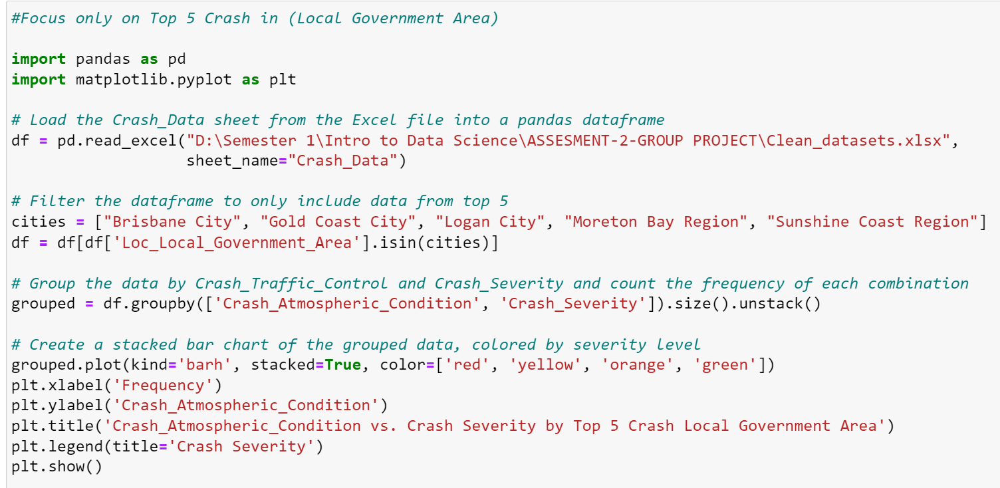 #Focus only on Top 5 Crash in (Local Government Area)
import pandas as pd
import matplotlib.pyplot as plt
# Load the Crash_Data sheet from the Excel file into a pandas dataframe
df = pd.read_excel("D:\Semester 1\Intro to Data Science\ASSESMENT-2-GROUP PROJECT\Clean_datasets.xlsx",
sheet_name="Crash_Data")
# Filter the dataframe to only include data from top 5
cities = ["Brisbane City", "Gold Coast City", "Logan City", "Moreton Bay Region", "Sunshine Coast Region"]
df = df[df['Loc_Local_Government_Area'].isin(cities)]
# Group the data by Crash_Traffic_Control and Crash_Severity and count the frequency of each combination
grouped = df.groupby(['Crash_Atmospheric_Condition', 'Crash_Severity']).size().unstack()
# Create a stacked bar chart of the grouped data, colored by severity level
grouped.plot(kind='barh', stacked=True, color=['red', 'yellow', 'orange', 'green'])
plt.xlabel('Frequency')
plt.ylabel('Crash_Atmospheric_Condition')
plt.title('Crash_Atmospheric_Condition vs. Crash Severity by Top 5 Crash Local Government Area')
plt.legend(title='Crash Severity')
plt.show()